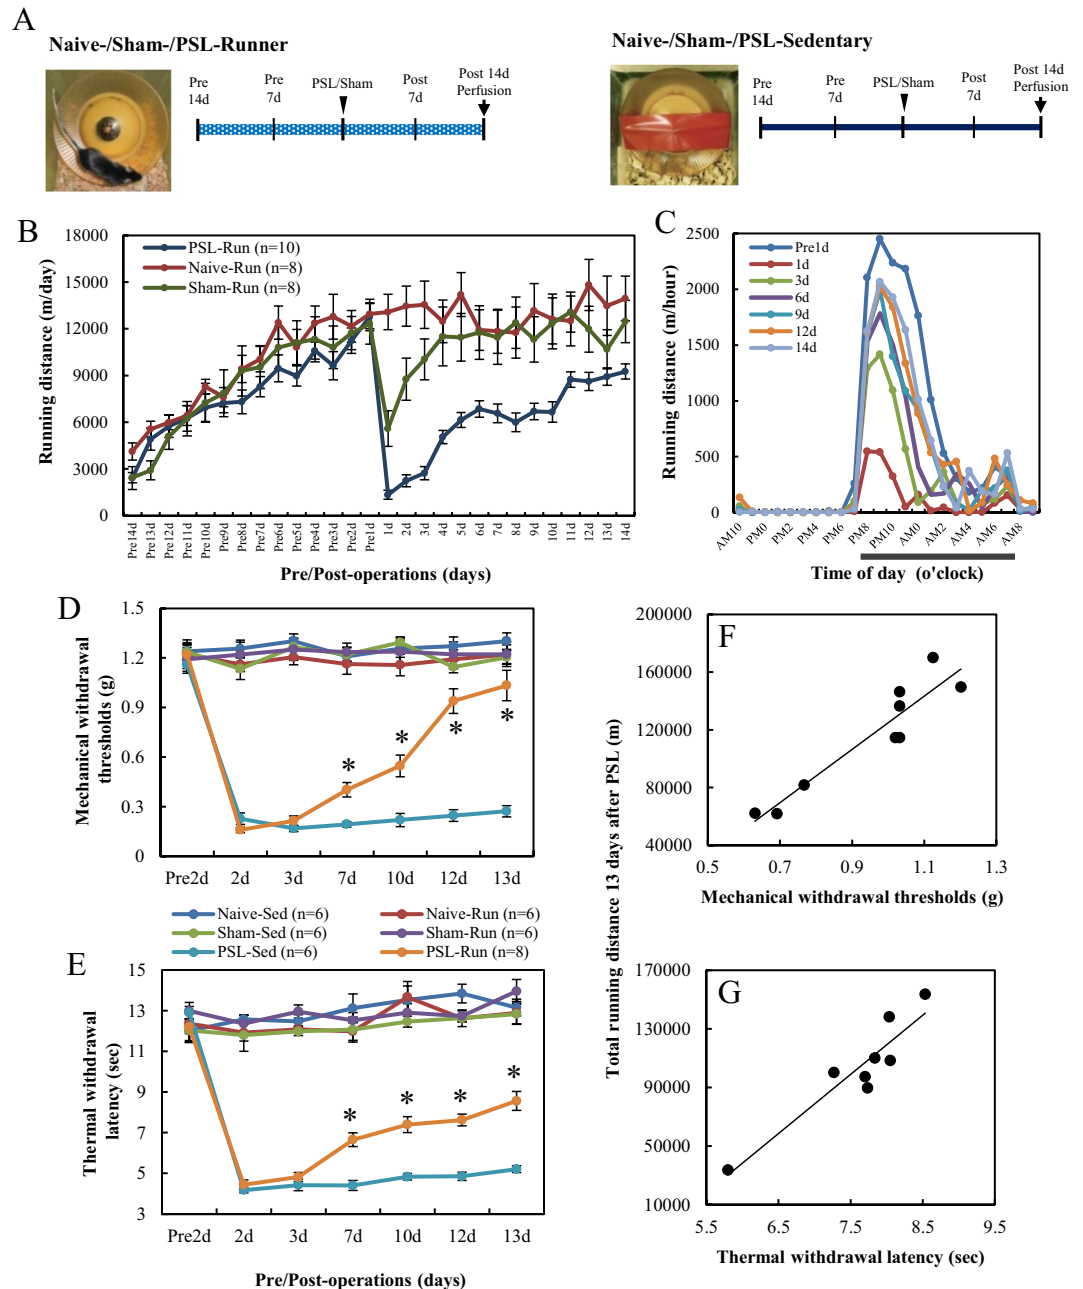 A
Naive-/Sham-/PSL-Runner
Pre 14d
Pre 7d
PSL/Sham
Post 7d
Post 14d Perfusion
Naive-/Sham-/PSL-Sedentary
Pre 14d
Pre 7d
PSL/Sham
Post 7d
Post 14d Perfusion
B
18000
15000
12000
9000
6000
3000
0
Running distance (m/day)
PSL-Run (n=10)
Naive-Run (n=8)
Sham-Run (n=8)
Pre14d
Pre13d
Pre12d
Pre11d
Pre10d
Pre9d
Pre8d
Pre7d
Pre6d
Pre5d
Pre4d
Pre3d
Pre2d
Pre1d
1d
2d
3d
4d
5d
6d
7d
8d
9d
10d
11d
12d
13d
14d
Pre/Post-operations (days)
C
2500
2000
1500
1000
500
0
Running distance (m/hour)
Pre1d
1d
3d
6d
9d
12d
14d
AM10
PM0
PM2
PM4
PM6
PM8
PM10
AM0
AM2
AM4
AM6
AM8
Time of day (o'clock)
D
1.5
1.2
0.9
0.6
0.3
0
Mechanical withdrawal
thresholds (g)
*
*
*
*
Pre2d
2d
3d
7d
10d
12d
13d
Naive-Sed (n=6)
Naive-Run (n=6)
Sham-Sed (n=6)
Sham-Run (n=6)
PSL-Sed (n=6)
PSL-Run (n=8)
E
15
13
11
9
7
5
3
Thermal withdrawal
latency (sec)
*
*
*
*
Pre2d
2d
3d
7d
10d
12d
13d
Pre/Post-operations (days)
Total running distance 13 days after PSL (m)
F
200000
160000
120000
80000
40000
0.5
0.7
0.9
1.1
1.3
Mechanical withdrawal thresholds (g)
G
170000
130000
90000
50000
10000
5.5
6.5
7.5
8.5
9.5
Thermal withdrawal latency (sec)